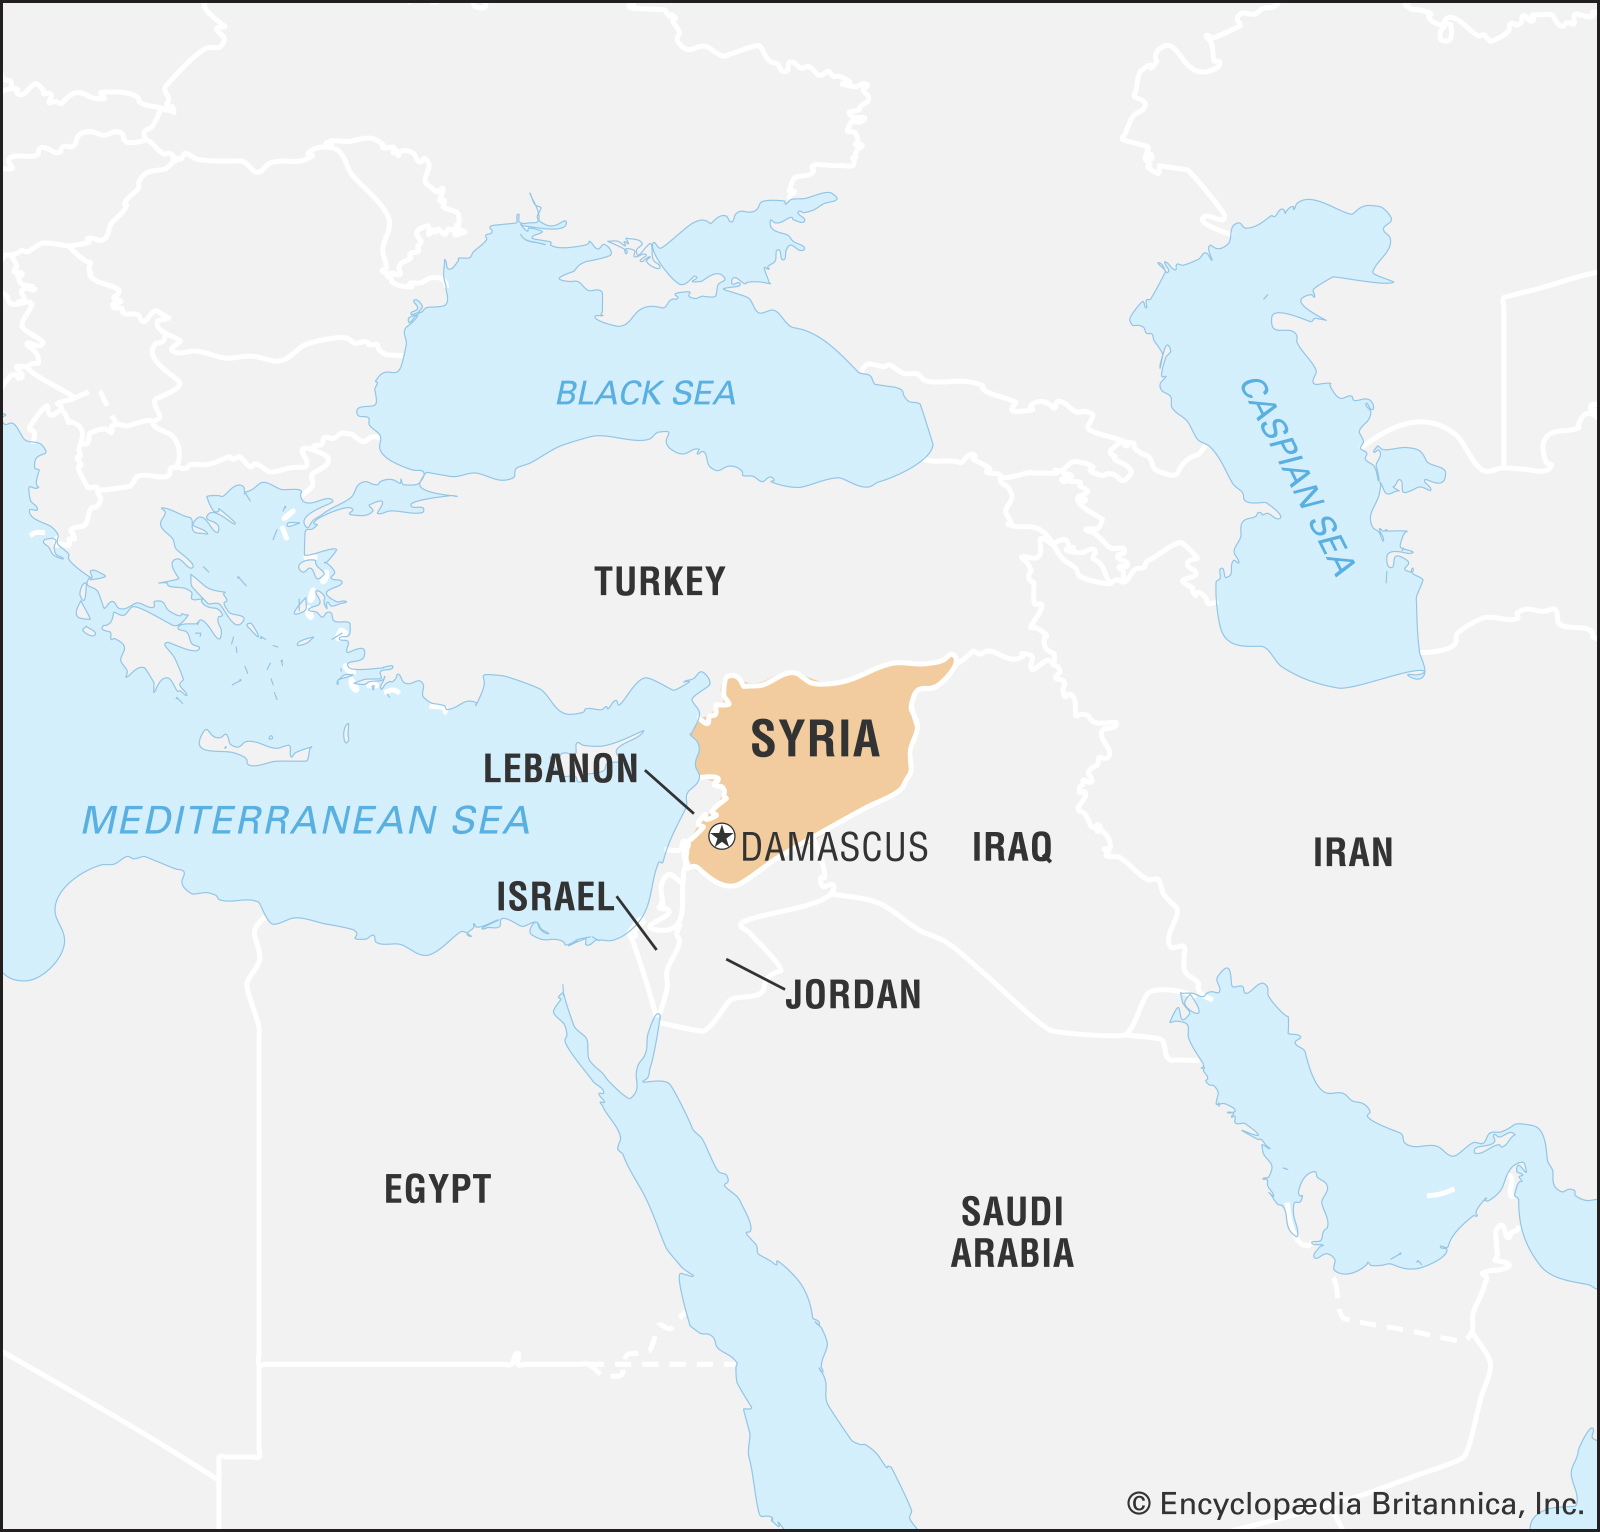 BLACK SEA
CASPIAN SEA
TURKEY
SYRIA
LEBANON
MEDITERRANEAN SEA
DAMASCUS
IRAQ
IRAN
ISRAEL
JORDAN
EGYPT
SAUDI
ARABIA
© Encyclopædia Britannica, Inc.